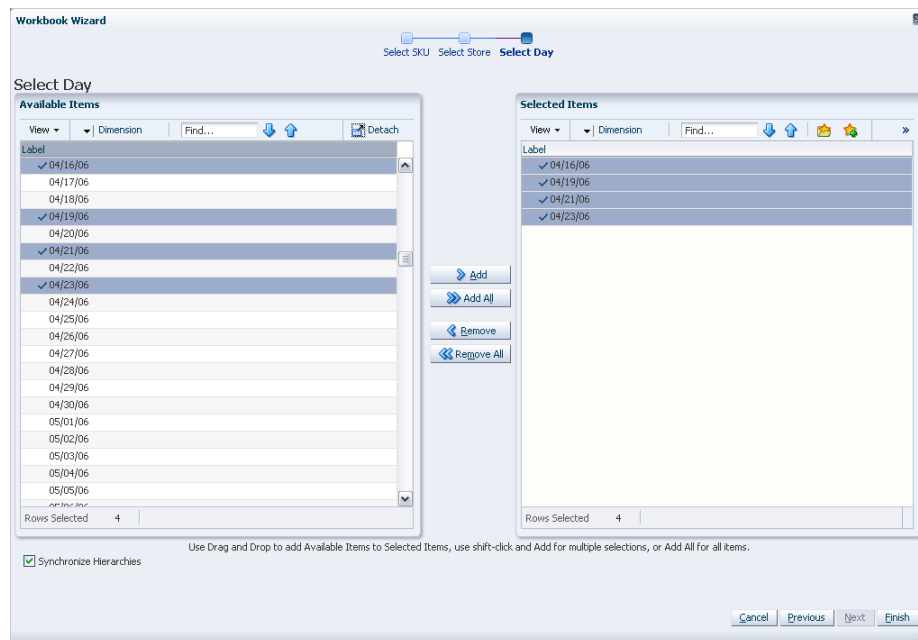 Workbook Wizard
Select SKU Select Store Select Day
Select Day
Available Items
View Dimension Find... Detach
Label
04/16/06
04/17/06
04/18/06
04/19/06
04/20/06
04/21/06
04/22/06
04/23/06
04/24/06
04/25/06
04/26/06
04/27/06
04/28/06
04/29/06
04/30/06
05/01/06
05/02/06
05/03/06
05/04/06
05/05/06
Rows Selected 4
Add
Add All
Remove
Remove All
Selected Items
View Dimension Find... »
Label
04/16/06
04/19/06
04/21/06
04/23/06
Rows Selected 4
Use Drag and Drop to add Available Items to Selected Items, use shift-click and Add for multiple selections, or Add All for all items.
Synchronize Hierarchies
Cancel Previous Next Finish